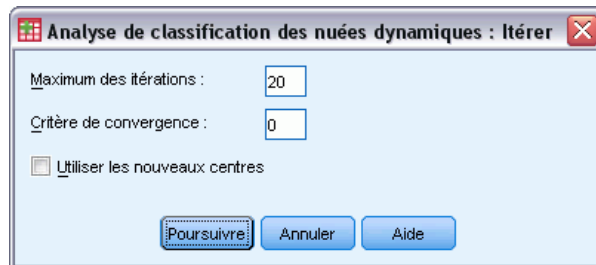 Analyse de classification des nuées dynamiques : Itérer
Maximum des itérations : 20
Critère de convergence : 0
Utiliser les nouveaux centres
Poursuivre Annuler Aide